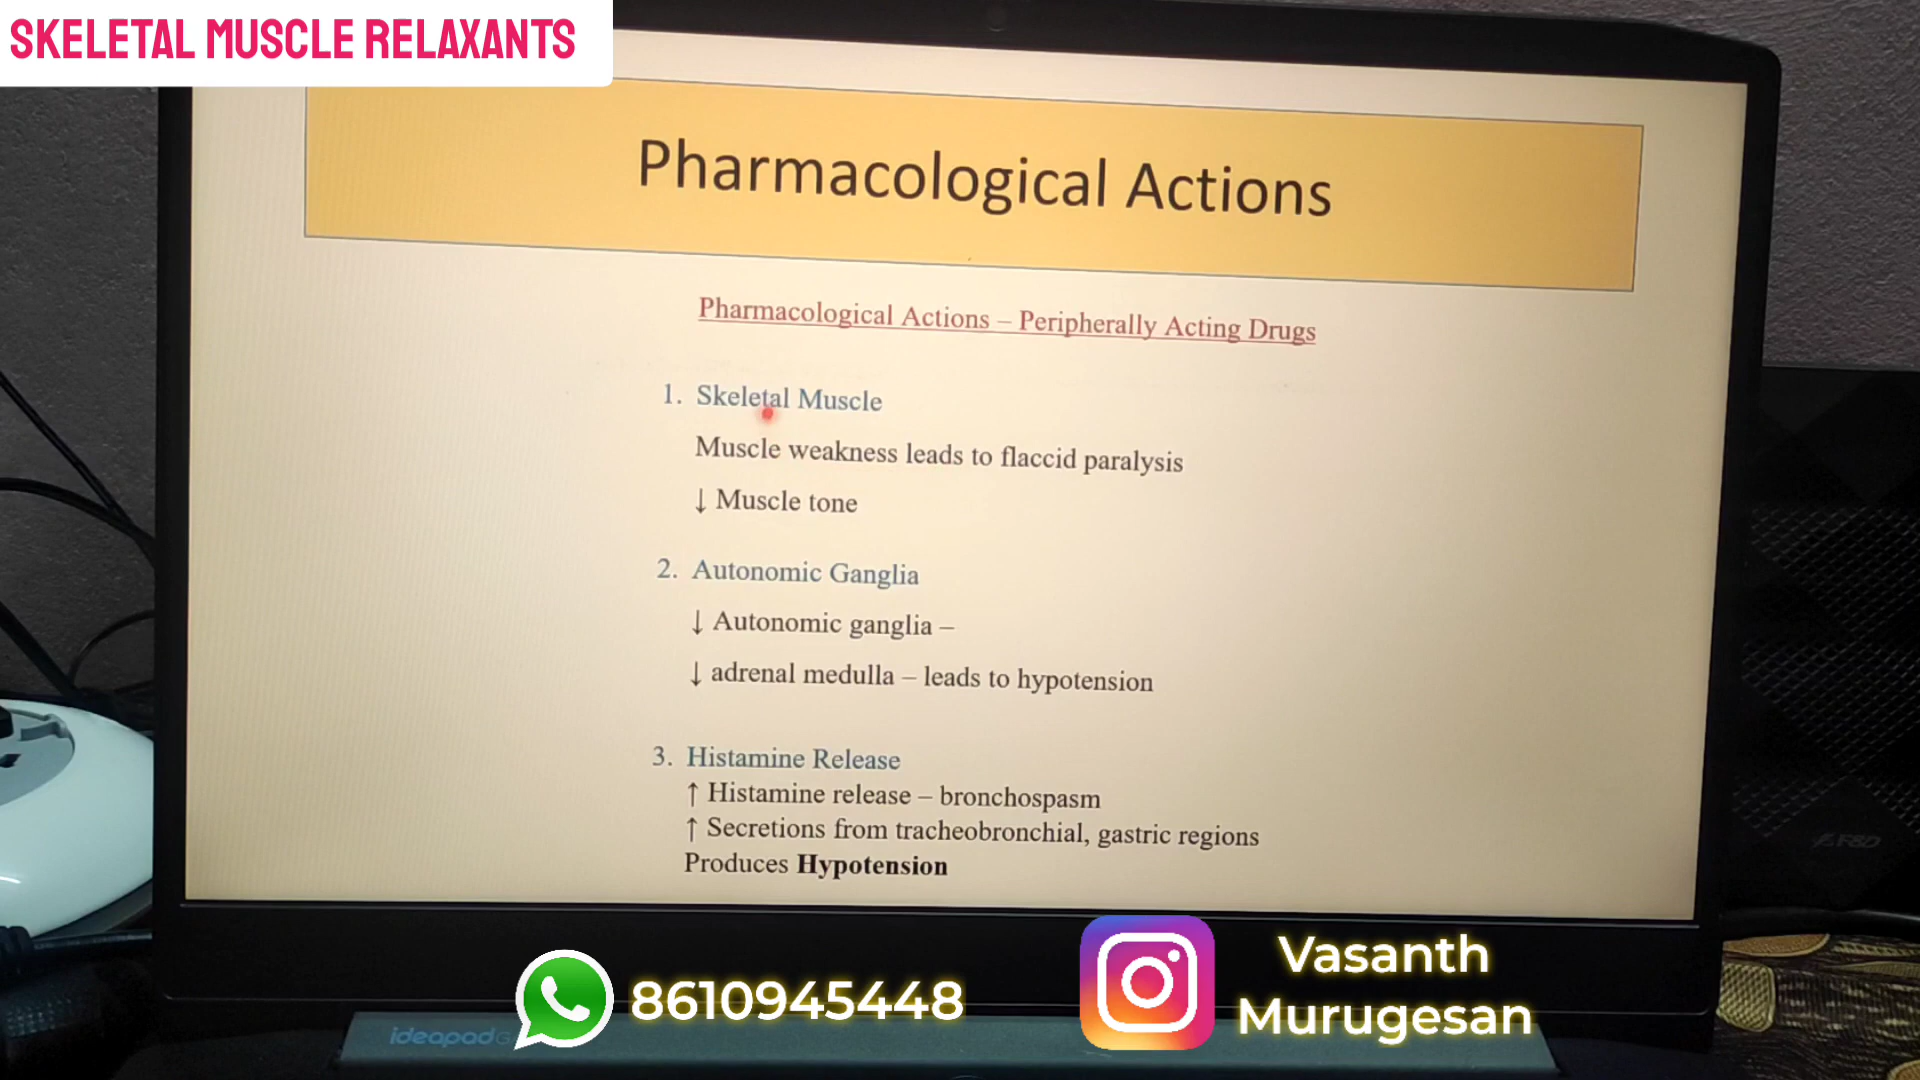 SKELETAL MUSCLE RELAXANTS
Pharmacological Actions
Pharmacological Actions – Peripherally Acting Drugs
1. Skeletal Muscle
Muscle weakness leads to flaccid paralysis
↓ Muscle tone
2. Autonomic Ganglia
↓ Autonomic ganglia –
↓ adrenal medulla – leads to hypotension
3. Histamine Release
↑ Histamine release – bronchospasm
↑ Secretions from tracheobronchial, gastric regions
Produces Hypotension
F&D
ideapad
8610945448
Vasanth
Murugesan